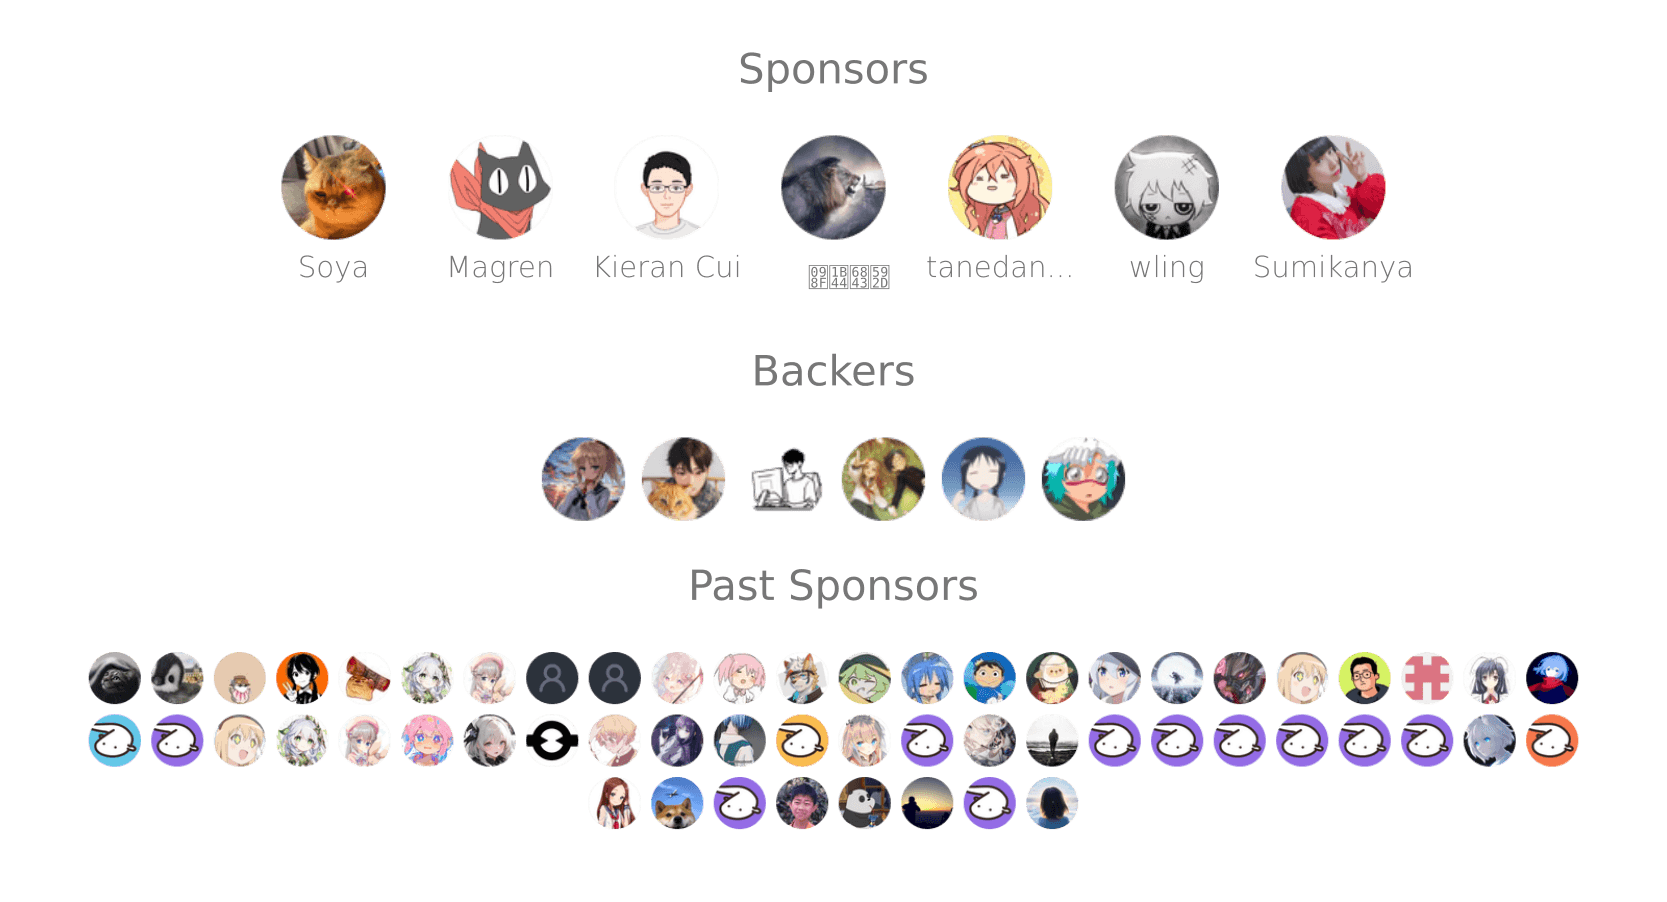 Sponsors
Soya Magren Kieran Cui tanedan... wling Sumikanya
Backers
Past Sponsors